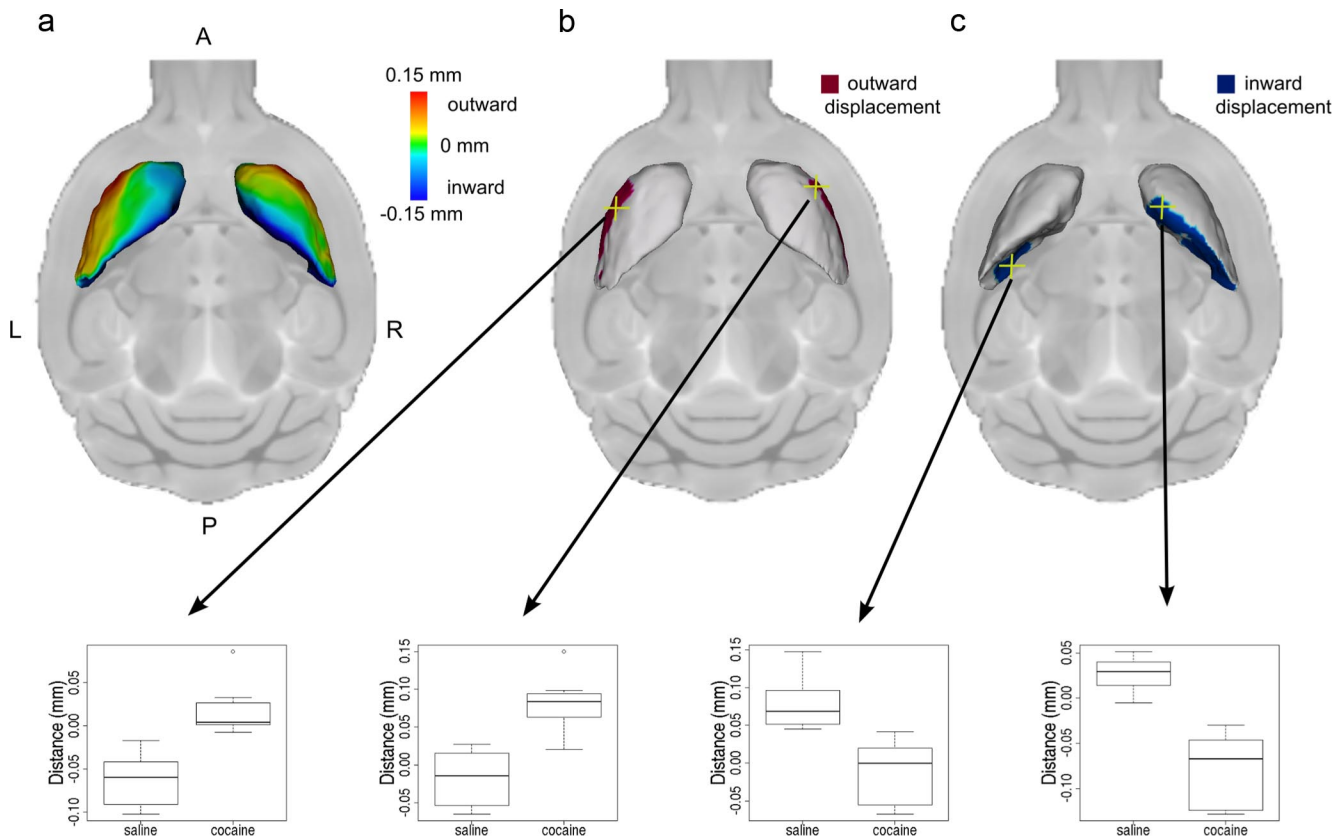 a
b
c
A
0.15 mm
outward
0 mm
inward
-0.15 mm
outward
displacement
inward
displacement
L
R
P
Distance (mm)
0.05
0.00
-0.05
-0.10
saline
cocaine
Distance (mm)
0.15
0.10
0.05
0.00
-0.05
saline
cocaine
Distance (mm)
0.15
0.10
0.05
0.00
-0.05
saline
cocaine
Distance (mm)
0.05
0.00
-0.05
-0.10
saline
cocaine